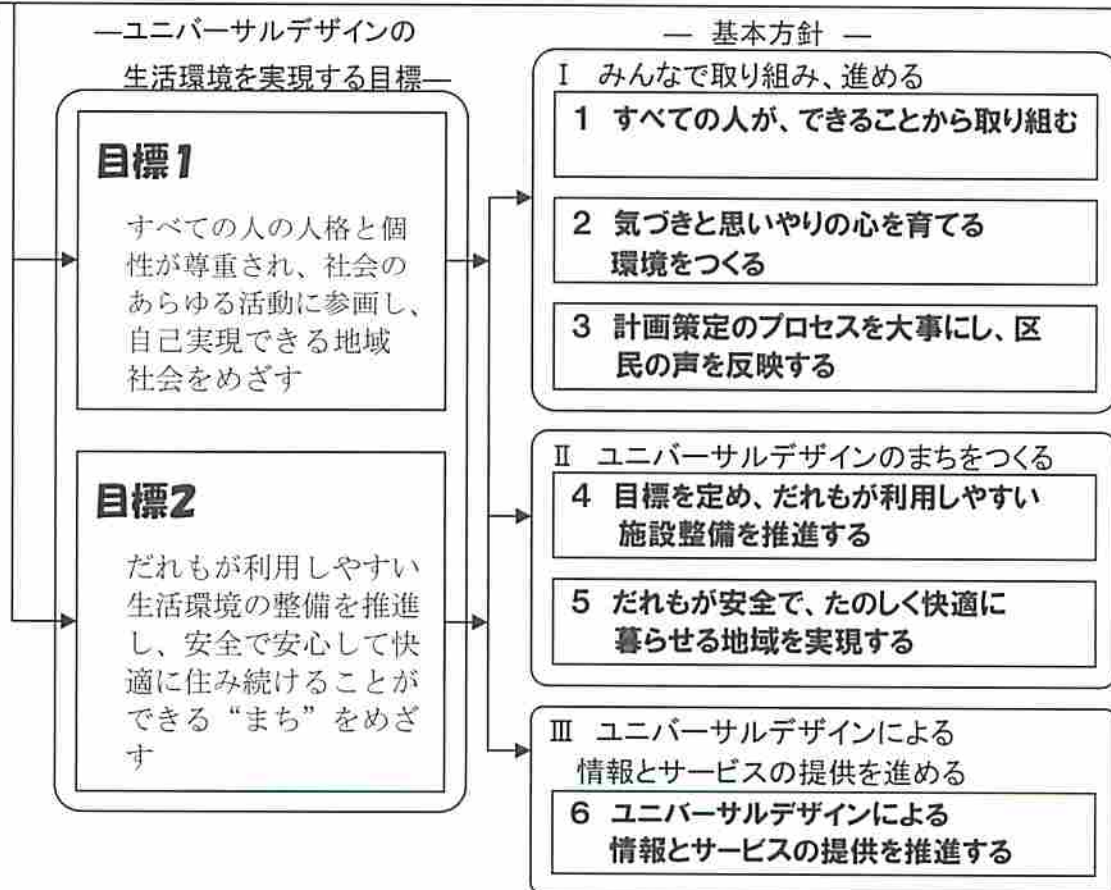 ―ユニバーサルデザインの
生活環境を実現する目標―
目標1
すべての人の人格と個
性が尊重され、社会の
あらゆる活動に参画し、
自己実現できる地域
社会をめざす
目標2
だれもが利用しやすい
生活環境の整備を推進
し、安全で安心して快
適に住み続けることが
できる“まち”をめざ
す
― 基本方針 ―
Ⅰ みんなで取り組み、進める
1 すべての人が、できることから取り組む
2 気づきと思いやりの心を育てる
環境をつくる
3 計画策定のプロセスを大事にし、区
民の声を反映する
Ⅱ ユニバーサルデザインのまちをつくる
4 目標を定め、だれもが利用しやすい
施設整備を推進する
5 だれもが安全で、たのしく快適に
暮らせる地域を実現する
Ⅲ ユニバーサルデザインによる
情報とサービスの提供を進める
6 ユニバーサルデザインによる
情報とサービスの提供を推進する